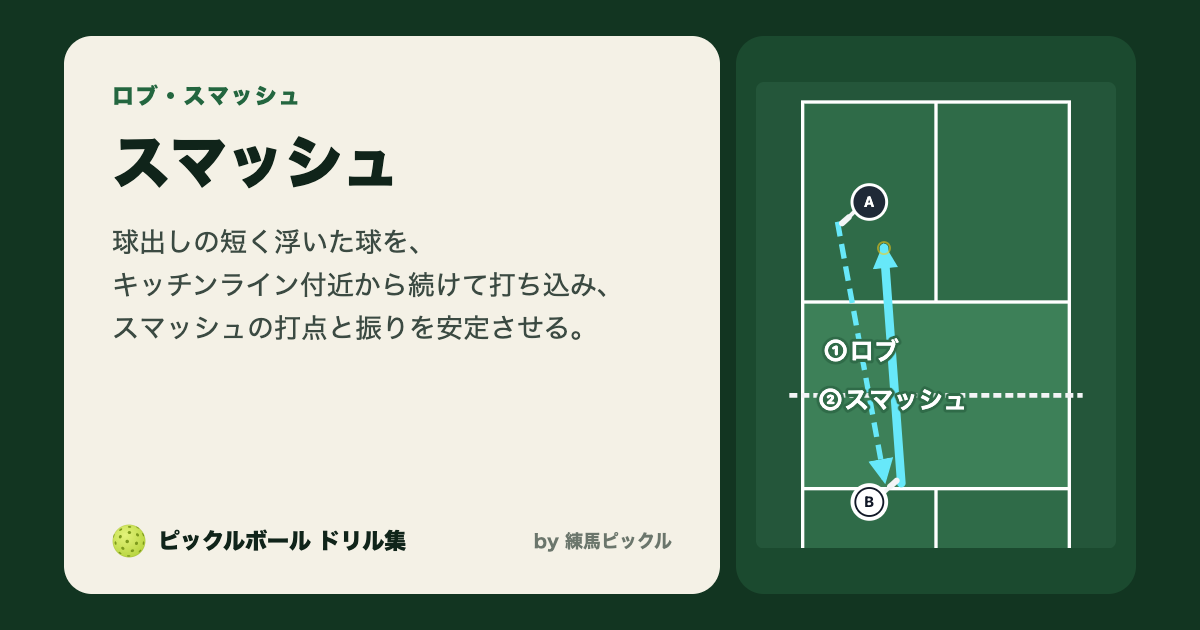 ロブ・スマッシュ
スマッシュ
球出しの短く浮いた球を、
キッチンライン付近から続けて打ち込み、
スマッシュの打点と振りを安定させる。
ピックルボール ドリル集
by 練馬ピックル
A
①ロブ
②スマッシュ
B